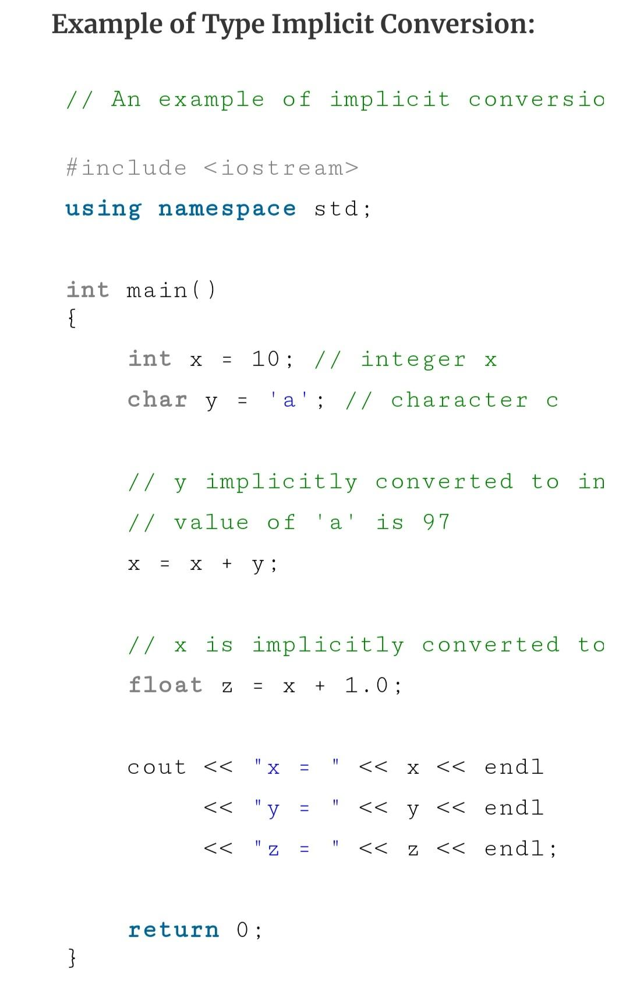 Example of Type Implicit Conversion:
// An example of implicit conversio
#include <iostream>
using namespace std;
int main()
{
int x = 10; // integer x
char y = 'a'; // character c
// y implicitly converted to in
// value of 'a' is 97
x = x + y;
// x is implicitly converted to
float z = x + 1.0;
cout << "x = " << x << endl
<< "y = " << y << endl
<< "z = " << z << endl;
return 0;
}